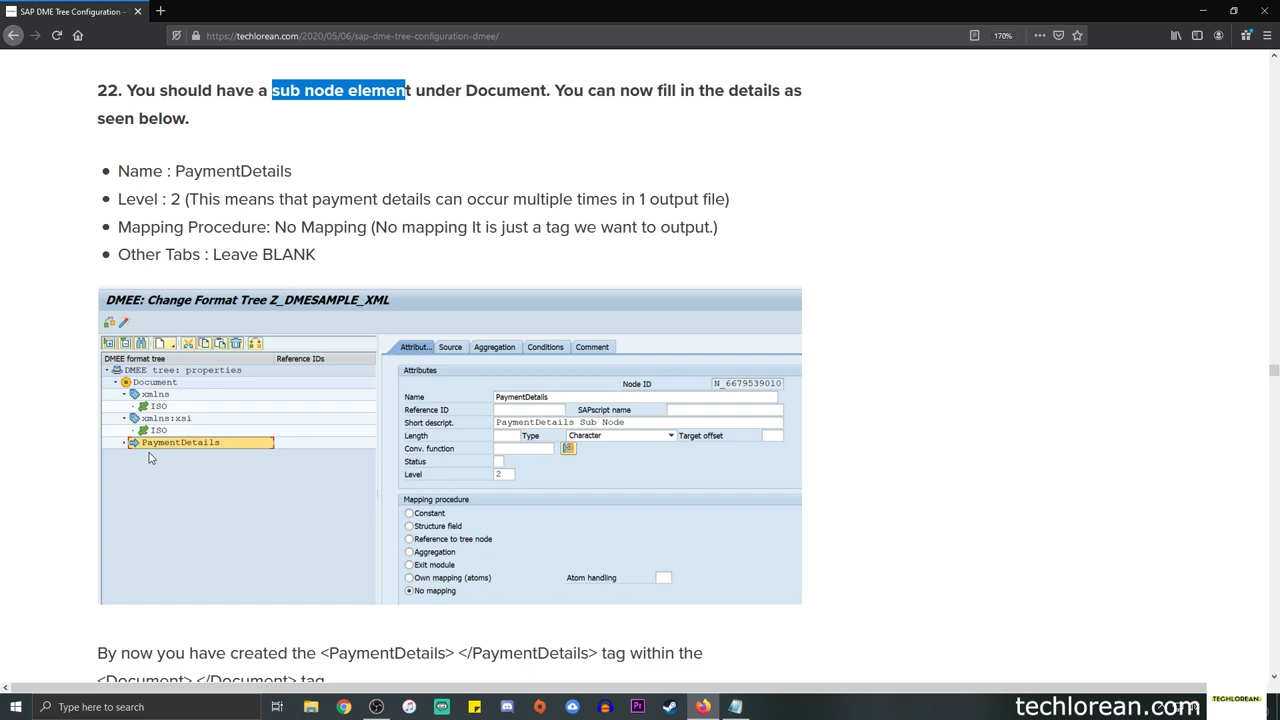 SAP DME Tree Configuration –
https://techlorean.com/2020/05/06/sap-dme-tree-configuration-dmee/
170%
22. You should have a sub node element under Document. You can now fill in the details as
seen below.
Name : PaymentDetails
Level : 2 (This means that payment details can occur multiple times in 1 output file)
Mapping Procedure: No Mapping (No mapping It is just a tag we want to output.)
Other Tabs : Leave BLANK
DMEE: Change Format Tree Z_DMESAMPLE_XML
DMEE format tree Reference IDs
DMEE tree: properties
Document
xmlns
ISO
xmlns:xsi
ISO
PaymentDetails
Attribut... Source Aggregation Conditions Comment
Attributes
Node ID N_6679539010
Name PaymentDetails
Reference ID SAPscript name
Short descript. PaymentDetails Sub Node
Length Type Character Target offset
Conv. function
Status
Level 2
Mapping procedure
Constant
Structure field
Reference to tree node
Aggregation
Exit module
Own mapping (atoms) Atom handling
No mapping
By now you have created the <PaymentDetails> </PaymentDetails> tag within the
<Document> </Document> tag
Type here to search
techlorean.com
TECHLOREAN